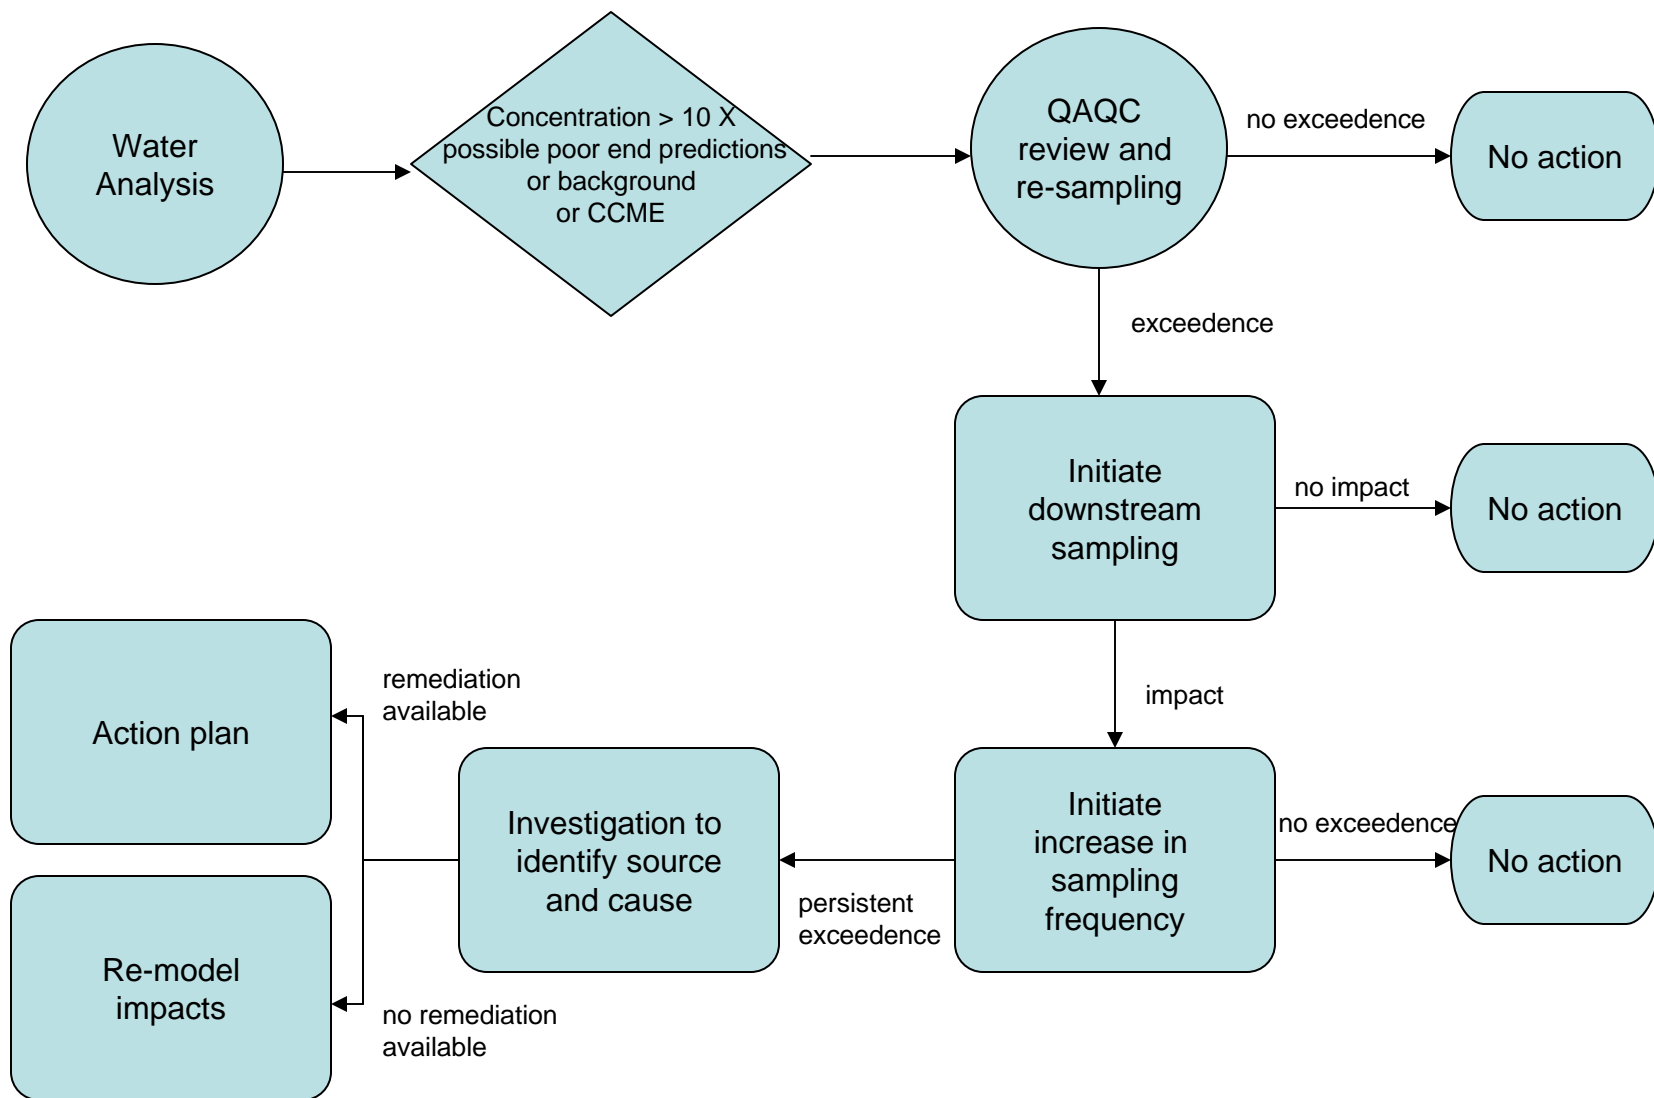 Water
Analysis
Concentration > 10 X
possible poor end predictions
or background
or CCME
QAQC
review and
re-sampling
no exceedence
No action
exceedence
Initiate
downstream
sampling
no impact
No action
impact
Initiate
increase in
sampling
frequency
no exceedence
No action
persistent
exceedence
Investigation to
identify source
and cause
remediation
available
Action plan
no remediation
available
Re-model
impacts